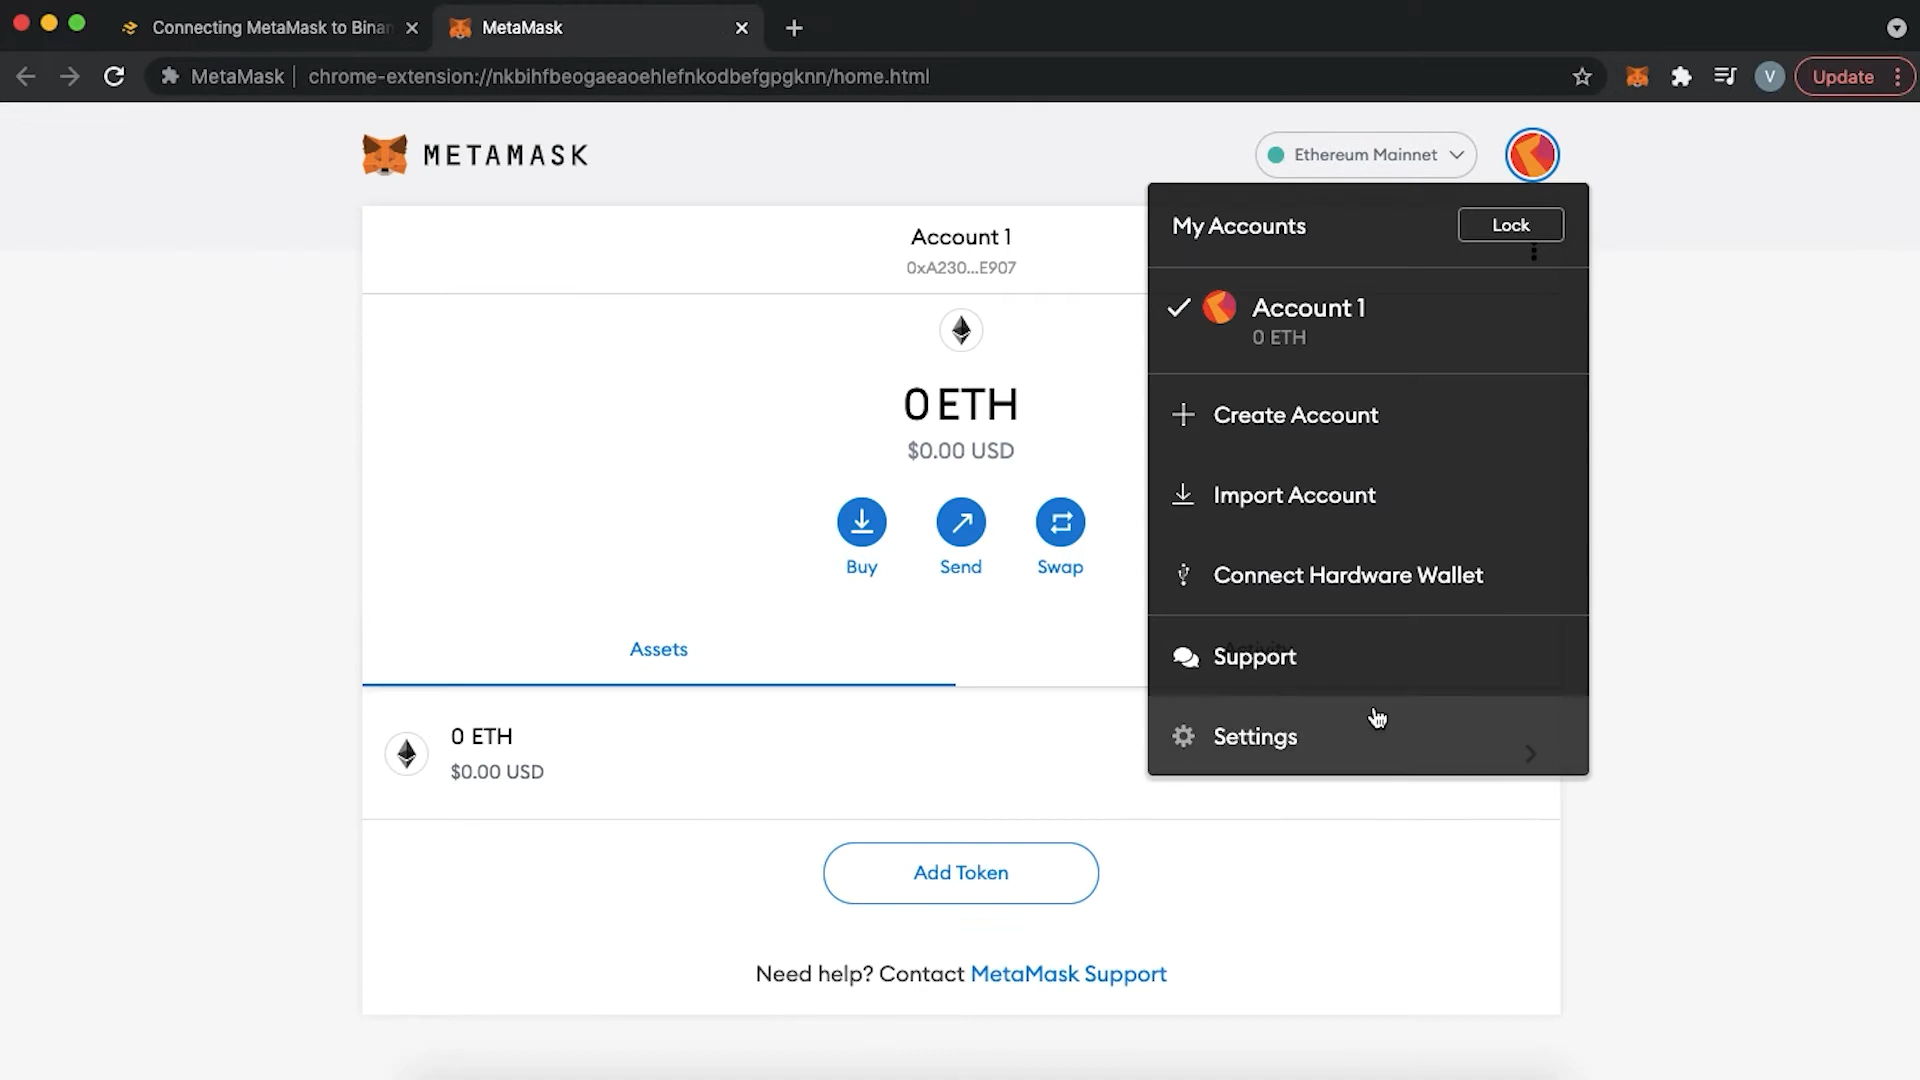 Connecting MetaMask to Binan
MetaMask
MetaMask
chrome-extension://nkbihfbeogaeaoehlefnkodbefgpgknn/home.html
V
Update
METAMASK
Ethereum Mainnet
My Accounts
Lock
Account 1
0xA230...E907
Account 1
0 ETH
0 ETH
$0.00 USD
Create Account
Import Account
Buy
Send
Swap
Connect Hardware Wallet
Assets
Activity
Support
0 ETH
$0.00 USD
Settings
Add Token
Need help? Contact MetaMask Support